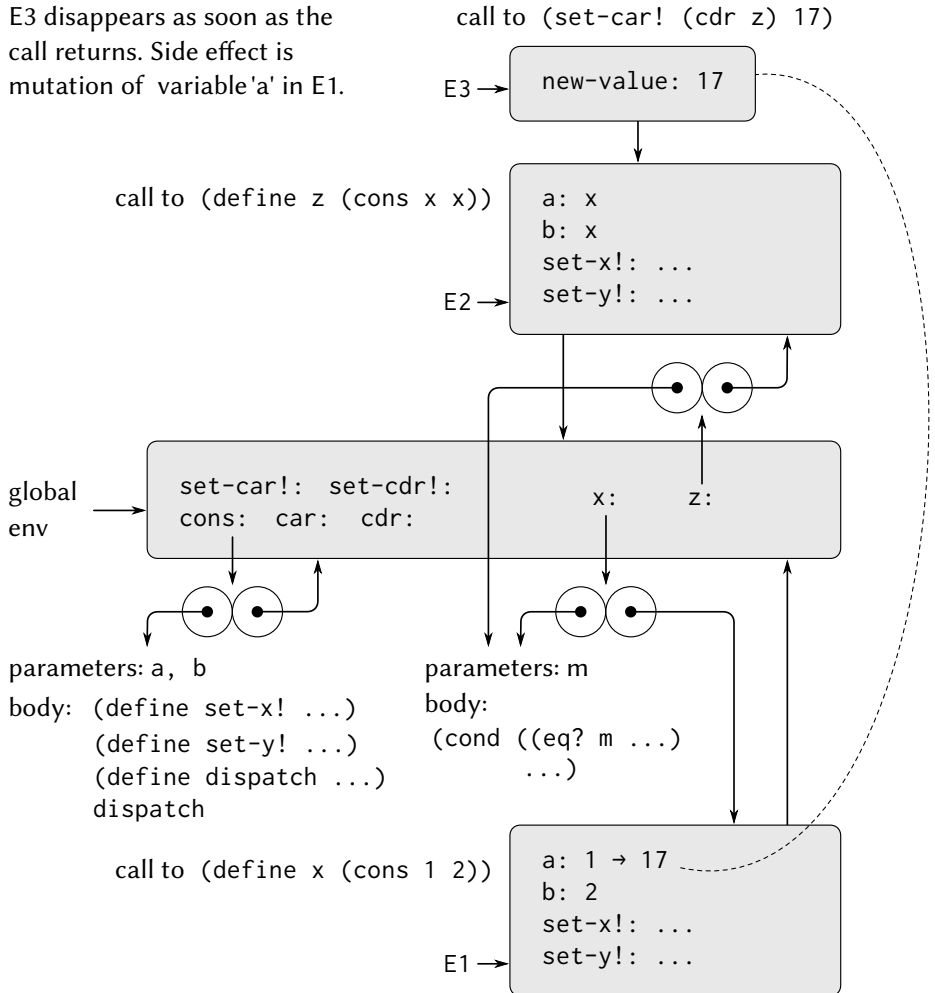 E3 disappears as soon as the
call returns. Side effect is
mutation of variable 'a' in E1.
call to (set-car! (cdr z) 17)
E3
new-value: 17
call to (define z (cons x x))
a: x
b: x
set-x!: ...
set-y!: ...
E2
global
env
set-car!: set-cdr!:
cons: car: cdr:
x:
z:
parameters: a, b
body: (define set-x! ...)
(define set-y! ...)
(define dispatch ...)
dispatch
parameters: m
body:
(cond ((eq? m ...)
...)
call to (define x (cons 1 2))
a: 1 → 17
b: 2
set-x!: ...
set-y!: ...
E1